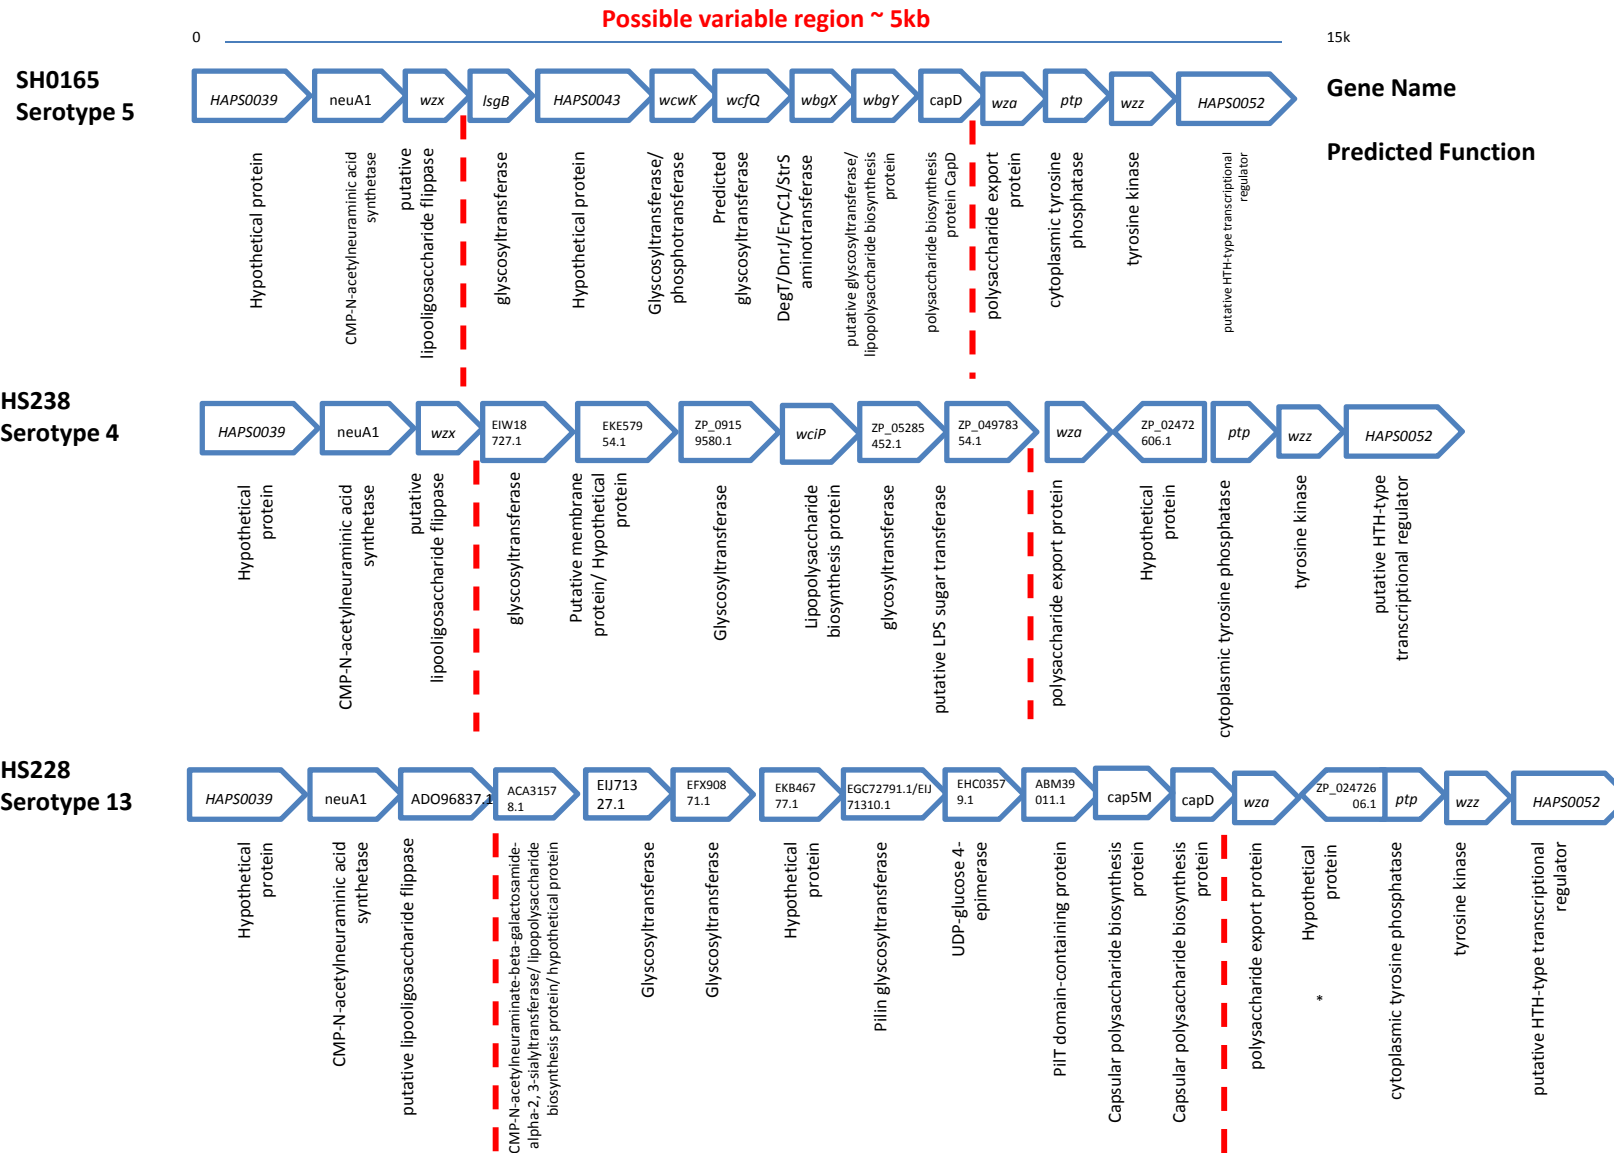 Possible variable region ~ 5kb
0
15k
SH0165
Serotype 5
HAPS0039
neuA1
wzx
lsgB
HAPS0043
wcwK
wcfQ
wbgX
wbgY
capD
wza
ptp
wzz
HAPS0052
Gene Name
Predicted Function
Hypothetical protein
CMP-N-acetylneuraminic acid
synthetase
putative
lipooligosaccharide flippase
glyscosyltransferase
Hypothetical protein
Glyscosyltransferase/
phosphotransferase
Predicted
glyscosyltransferase
DegT/DnrJ/EryC1/StrS
aminotransferase
putative glyscosyltransferase/
lipopolysaccharide biosynthesis
protein
polysaccharide biosynthesis
protein CapD
polysaccharide export
protein
cytoplasmic tyrosine
phosphatase
tyrosine kinase
putative HTH-type transcriptional
regulator
HS238
Serotype 4
HAPS0039
neuA1
wzx
EIW18
727.1
EKE579
54.1
ZP_0915
9580.1
wciP
ZP_05285
452.1
ZP_049783
54.1
wza
ZP_02472
606.1
ptp
wzz
HAPS0052
Hypothetical
protein
CMP-N-acetylneuraminic acid
synthetase
putative
lipooligosaccharide flippase
glyscosyltransferase
Putative membrane
protein/ Hypothetical
protein
Glyscosyltransferase
Lipopolysaccharide
biosynthesis protein
glycosyltransferase
putative LPS sugar transferase
polysaccharide export protein
Hypothetical
protein
cytoplasmic tyrosine phosphatase
tyrosine kinase
putative HTH-type
transcriptional regulator
HS228
Serotype 13
HAPS0039
neuA1
ADO96837.1
ACA3157
8.1
EIJ713
27.1
EFX908
71.1
EKB467
77.1
EGC72791.1/EIJ
71310.1
EHC0357
9.1
ABM39
011.1
cap5M
capD
wza
ZP_024726
06.1
ptp
wzz
HAPS0052
Hypothetical
protein
CMP-N-acetylneuraminic acid
synthetase
putative lipooligosaccharide flippase
CMP-N-acetylneuraminate-beta-galactosamide-
alpha-2, 3-sialyltransferase/ lipopolysaccharide
biosynthesis protein/ hypothetical protein
Glyscosyltransferase
Glyscosyltransferase
Hypothetical
protein
Pilin glyscosyltransferase
UDP-glucose 4-
epimerase
PilT domain-containing protein
Capsular polysaccharide biosynthesis
protein
Capsular polysaccharide biosynthesis
protein
polysaccharide export protein
Hypothetical
protein
*
cytoplasmic tyrosine phosphatase
tyrosine kinase
putative HTH-type transcriptional
regulator